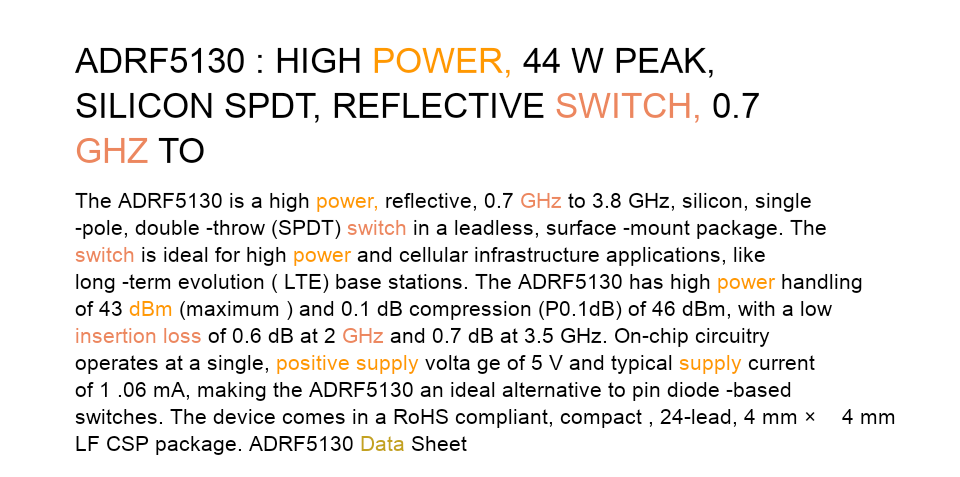 ADRF5130 : HIGH POWER, 44 W PEAK,
SILICON SPDT, REFLECTIVE SWITCH, 0.7
GHZ TO
The ADRF5130 is a high power, reflective, 0.7 GHz to 3.8 GHz, silicon, single
-pole, double -throw (SPDT) switch in a leadless, surface -mount package. The
switch is ideal for high power and cellular infrastructure applications, like
long -term evolution ( LTE) base stations. The ADRF5130 has high power handling
of 43 dBm (maximum ) and 0.1 dB compression (P0.1dB) of 46 dBm, with a low
insertion loss of 0.6 dB at 2 GHz and 0.7 dB at 3.5 GHz. On-chip circuitry
operates at a single, positive supply volta ge of 5 V and typical supply current
of 1 .06 mA, making the ADRF5130 an ideal alternative to pin diode -based
switches. The device comes in a RoHS compliant, compact , 24-lead, 4 mm × 4 mm
LF CSP package. ADRF5130 Data Sheet